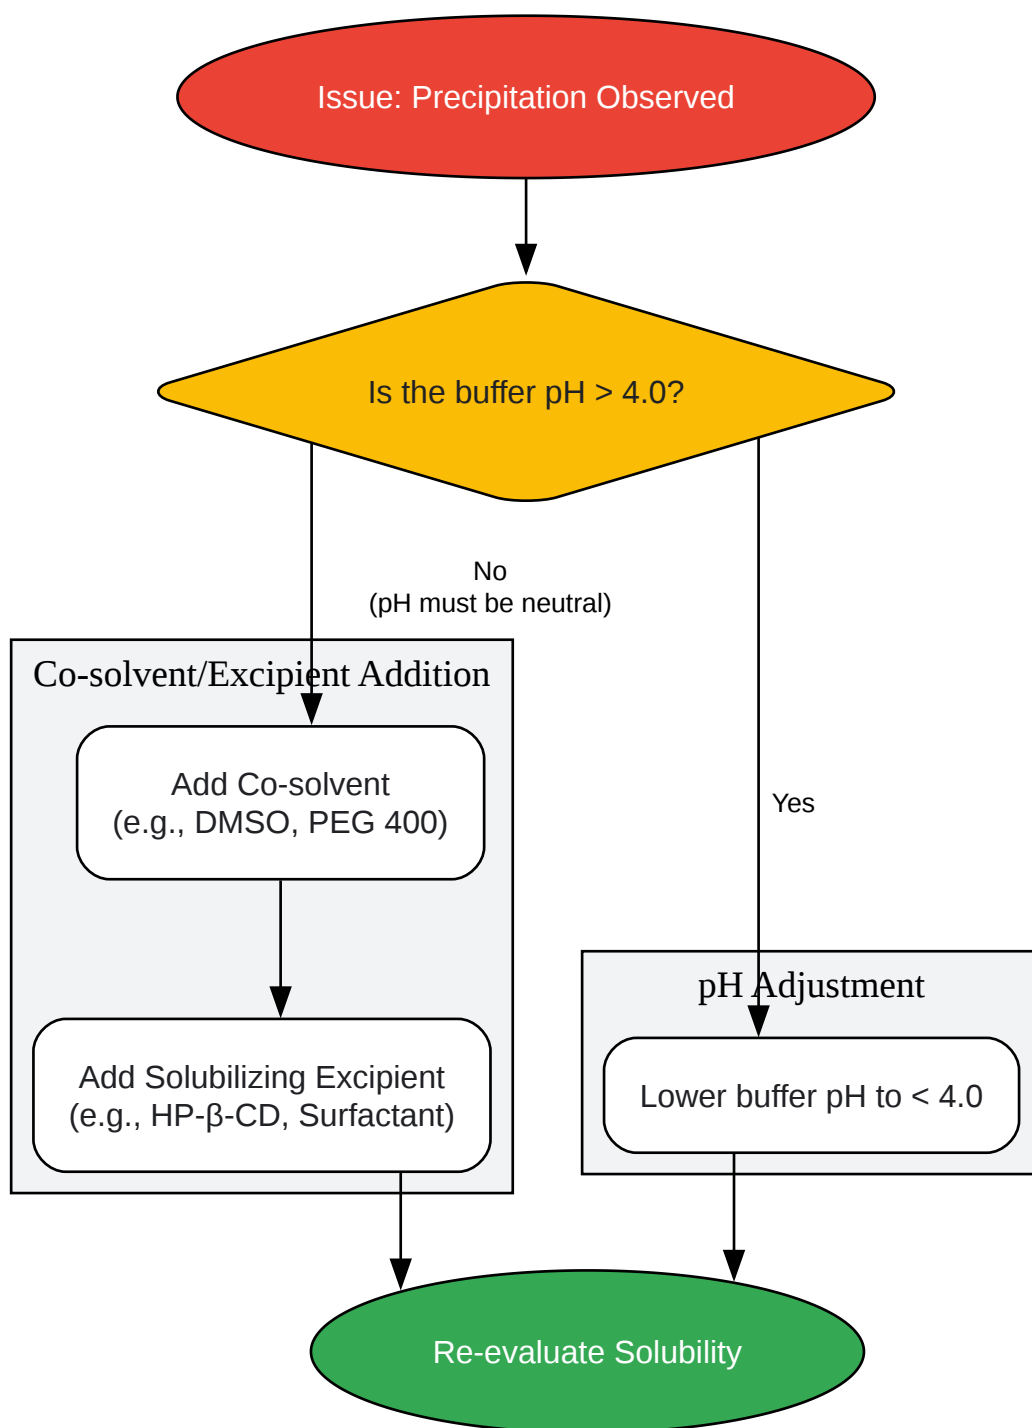 Issue: Precipitation Observed
Is the buffer pH > 4.0?
No
(pH must be neutral)
Co-solvent/Excipient Addition
Add Co-solvent
(e.g., DMSO, PEG 400)
Yes
Add Solubilizing Excipient
(e.g., HP-β-CD, Surfactant)
pH Adjustment
Lower buffer pH to < 4.0
Re-evaluate Solubility